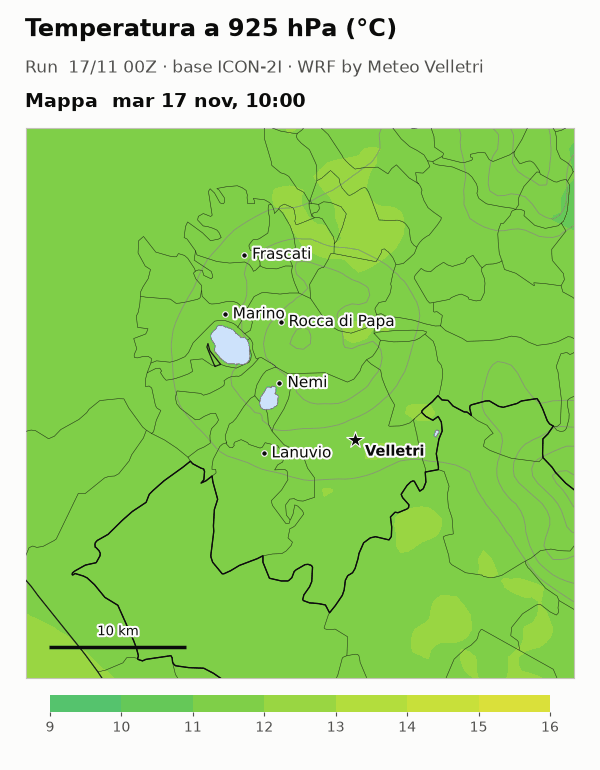 Temperatura a 925 hPa (°C)
Run  17/11 00Z · base ICON-2I · WRF by Meteo Velletri
Mappa  mar 17 nov, 10:00
Frascati
Marino
Rocca di Papa
Nemi
Velletri
Lanuvio
10 km
9 10 11 12 13 14 15 16